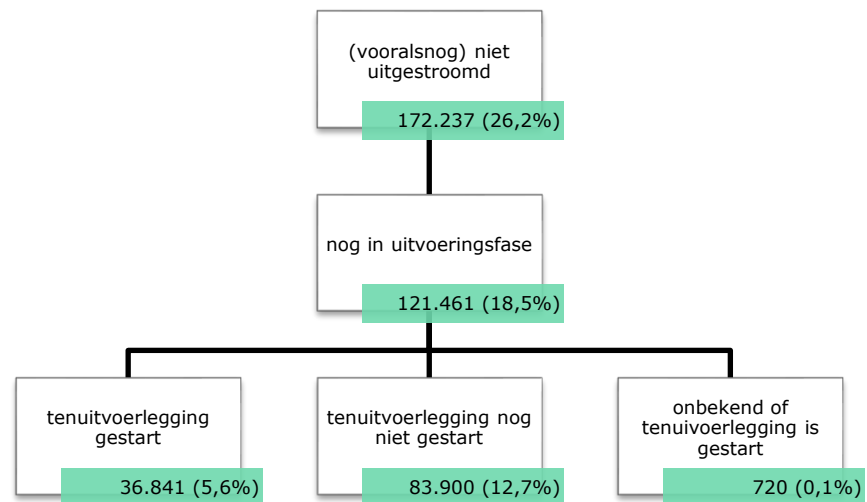 (vooralsnog) niet
uitgestroomd
172.237 (26,2%)
nog in uitvoeringsfase
121.461 (18,5%)
tenuitvoerlegging
gestart
36.841 (5,6%)
tenuitvoerlegging nog
niet gestart
83.900 (12,7%)
onbekend of
tenuivoerlegging is
gestart
720 (0,1%)